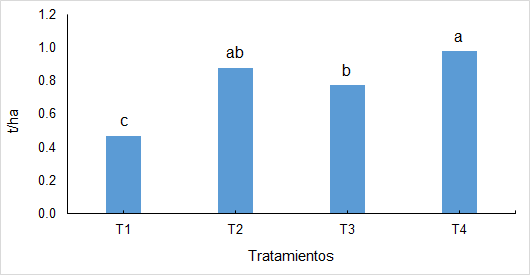 1.2
1.0
0.8
0.6
0.4
0.2
0.0
t/ha
c
ab
b
a
T1 T2 T3 T4
Tratamientos